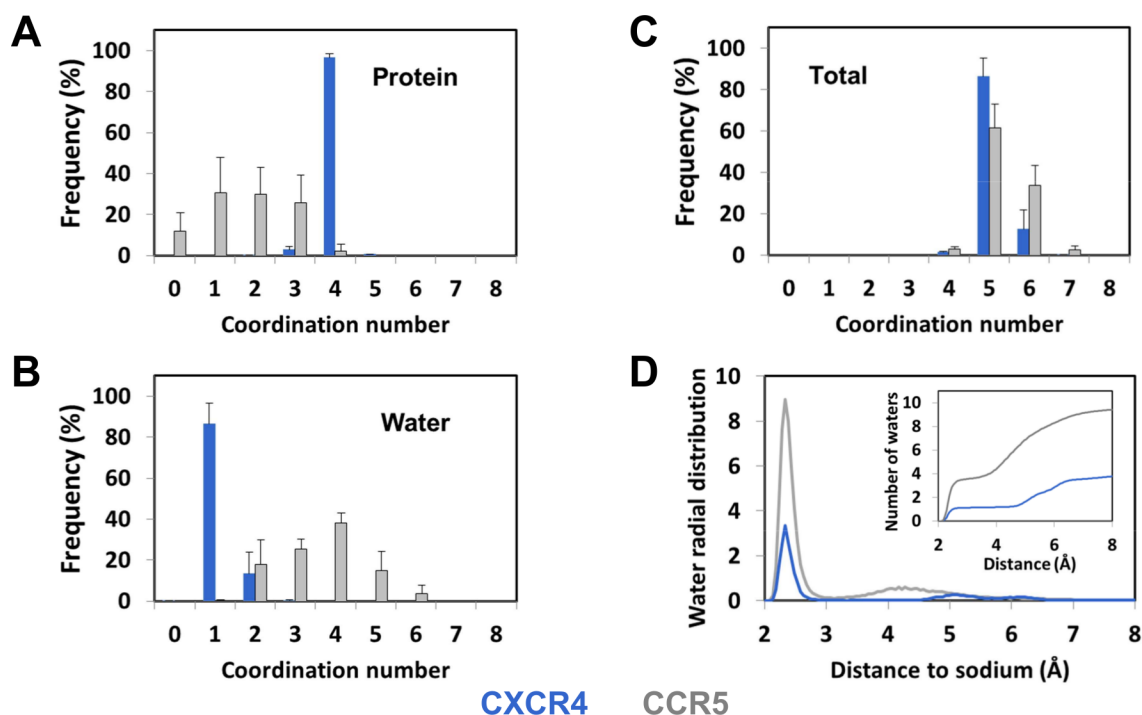 A
Frequency (%)
100
80
60
40
20
0
Protein
0 1 2 3 4 5 6 7 8
Coordination number
B
Frequency (%)
100
80
60
40
20
0
Water
0 1 2 3 4 5 6 7 8
Coordination number
C
Frequency (%)
100
80
60
40
20
0
Total
0 1 2 3 4 5 6 7 8
Coordination number
D
Water radial distribution
10
8
6
4
2
0
2 3 4 5 6 7 8
Distance to sodium (Å)
Number of waters
10
8
6
4
2
0
2 4 6 8
Distance (Å)
CXCR4 CCR5